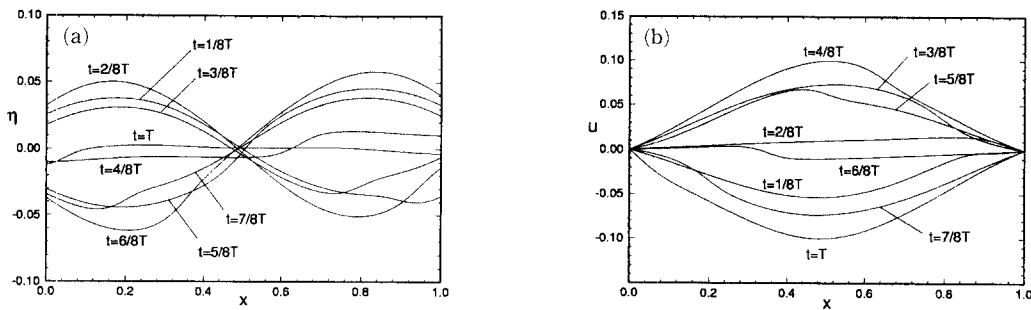 (a)
0.10
0.05
0.00
-0.05
-0.10
η
t=1/8T
t=2/8T
t=3/8T
t=T
t=4/8T
t=7/8T
t=6/8T
t=5/8T
0.0
0.2
0.4
0.6
0.8
1.0
X
(b)
0.15
0.10
0.05
0.00
-0.05
-0.10
u
t=4/8T
t=3/8T
t=5/8T
t=2/8T
t=6/8T
t=1/8T
t=7/8T
t=T
0.0
0.2
0.4
0.6
0.8
1.0
X